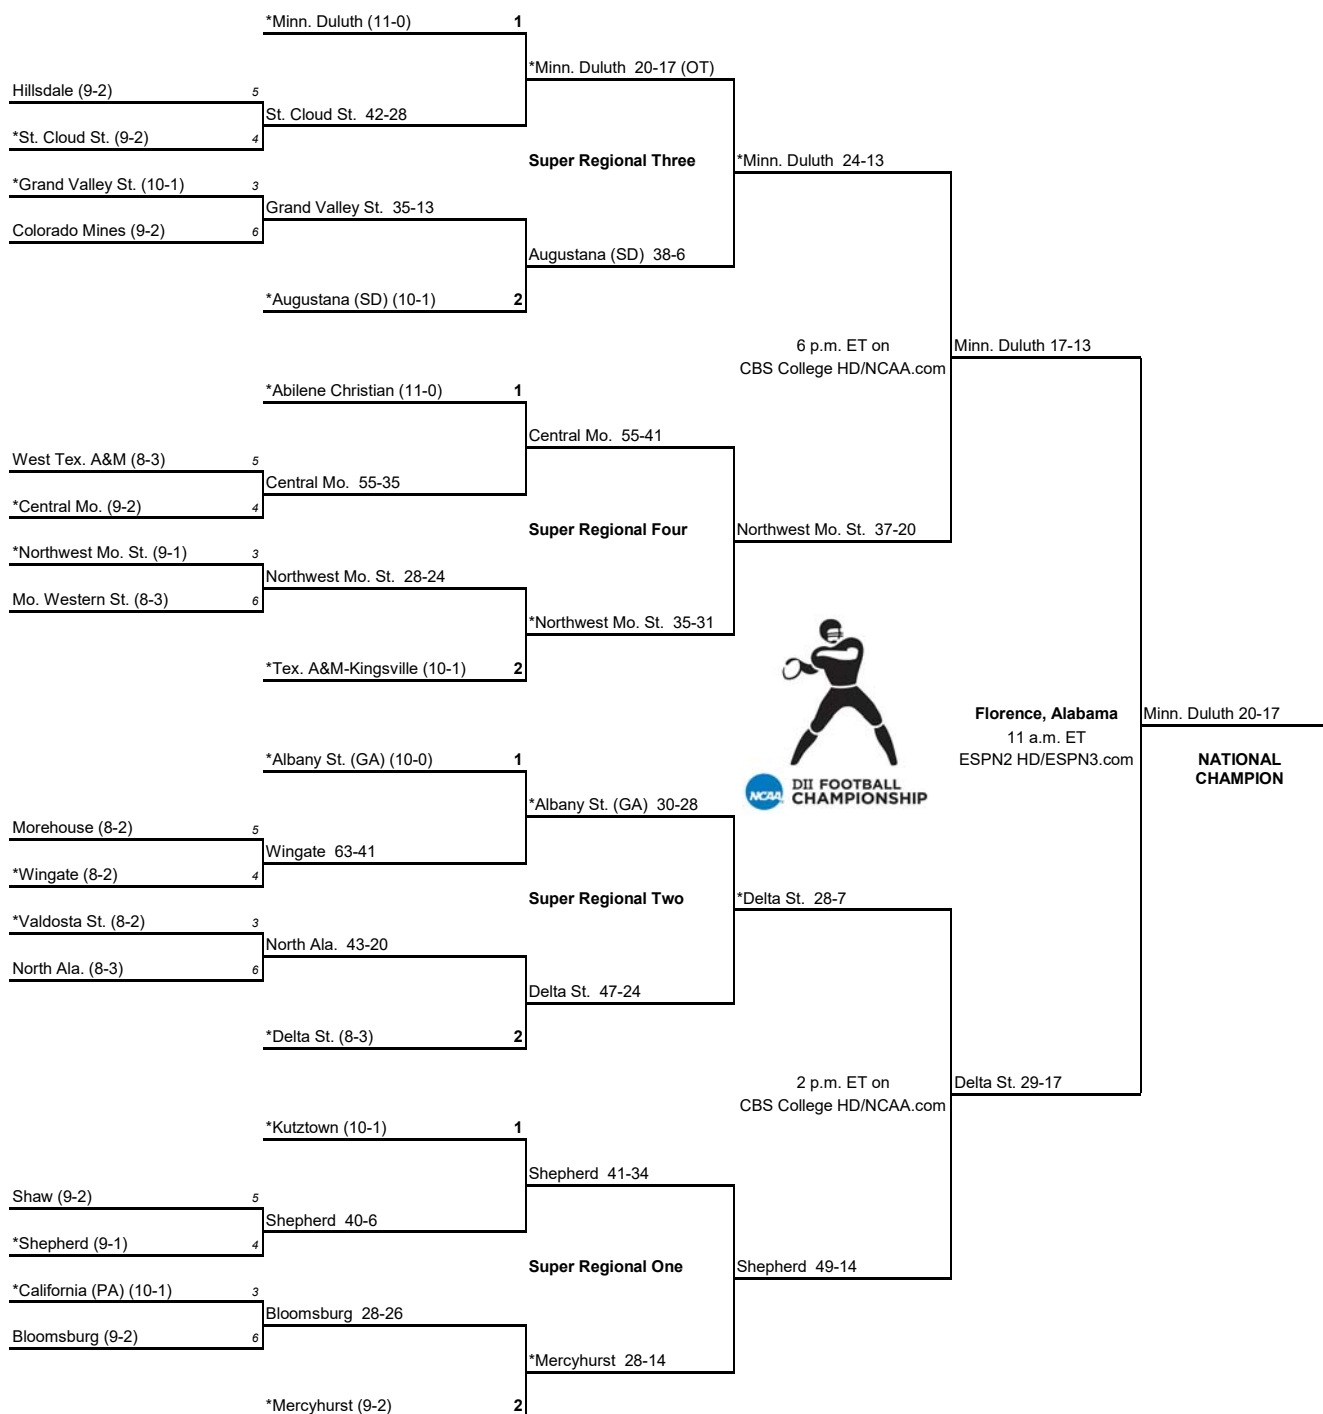 *Minn. Duluth (11-0) 1
*Minn. Duluth 20-17 (OT)
Hillsdale (9-2) 5
St. Cloud St. 42-28
*St. Cloud St. (9-2) 4
Super Regional Three
*Minn. Duluth 24-13
*Grand Valley St. (10-1) 3
Grand Valley St. 35-13
Colorado Mines (9-2) 6
Augustana (SD) 38-6
*Augustana (SD) (10-1) 2
6 p.m. ET on
CBS College HD/NCAA.com
Minn. Duluth 17-13
*Abilene Christian (11-0) 1
Central Mo. 55-41
West Tex. A&M (8-3) 5
Central Mo. 55-35
*Central Mo. (9-2) 4
Super Regional Four
Northwest Mo. St. 37-20
*Northwest Mo. St. (9-1) 3
Northwest Mo. St. 28-24
Mo. Western St. (8-3) 6
*Northwest Mo. St. 35-31
*Tex. A&M-Kingsville (10-1) 2
Florence, Alabama
11 a.m. ET
ESPN2 HD/ESPN3.com
Minn. Duluth 20-17
NATIONAL
CHAMPION
NCAA
DII FOOTBALL
CHAMPIONSHIP
*Albany St. (GA) (10-0) 1
*Albany St. (GA) 30-28
Morehouse (8-2) 5
Wingate 63-41
*Wingate (8-2) 4
Super Regional Two
*Delta St. 28-7
*Valdosta St. (8-2) 3
North Ala. 43-20
North Ala. (8-3) 6
Delta St. 47-24
*Delta St. (8-3) 2
2 p.m. ET on
CBS College HD/NCAA.com
Delta St. 29-17
*Kutztown (10-1) 1
Shepherd 41-34
Shaw (9-2) 5
Shepherd 40-6
*Shepherd (9-1) 4
Super Regional One
Shepherd 49-14
*California (PA) (10-1) 3
Bloomsburg 28-26
Bloomsburg (9-2) 6
*Mercyhurst 28-14
*Mercyhurst (9-2) 2